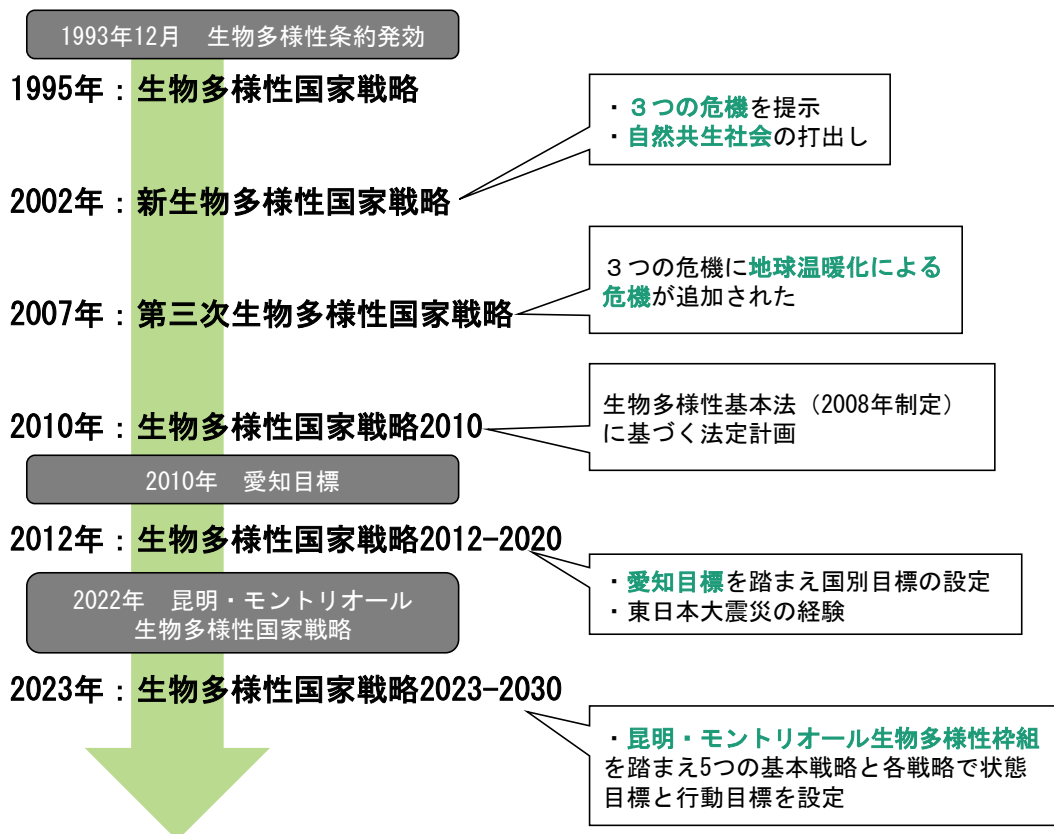 1993年12月　生物多様性条約発効
1995年：生物多様性国家戦略
・３つの危機を提示
・自然共生社会の打出し
2002年：新生物多様性国家戦略
３つの危機に地球温暖化による
危機が追加された
2007年：第三次生物多様性国家戦略
生物多様性基本法（2008年制定）
に基づく法定計画
2010年：生物多様性国家戦略2010
2010年　愛知目標
2012年：生物多様性国家戦略2012-2020
・愛知目標を踏まえ国別目標の設定
・東日本大震災の経験
2022年　昆明・モントリオール
生物多様性国家戦略
2023年：生物多様性国家戦略2023-2030
・昆明・モントリオール生物多様性枠組
を踏まえ5つの基本戦略と各戦略で状態
目標と行動目標を設定